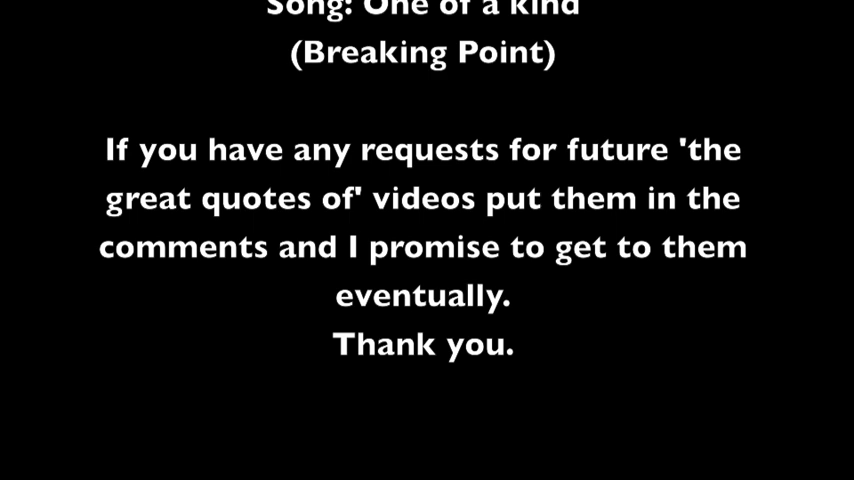 Song: One of a kind
(Breaking Point)
If you have any requests for future 'the
great quotes of' videos put them in the
comments and I promise to get to them
eventually.
Thank you.